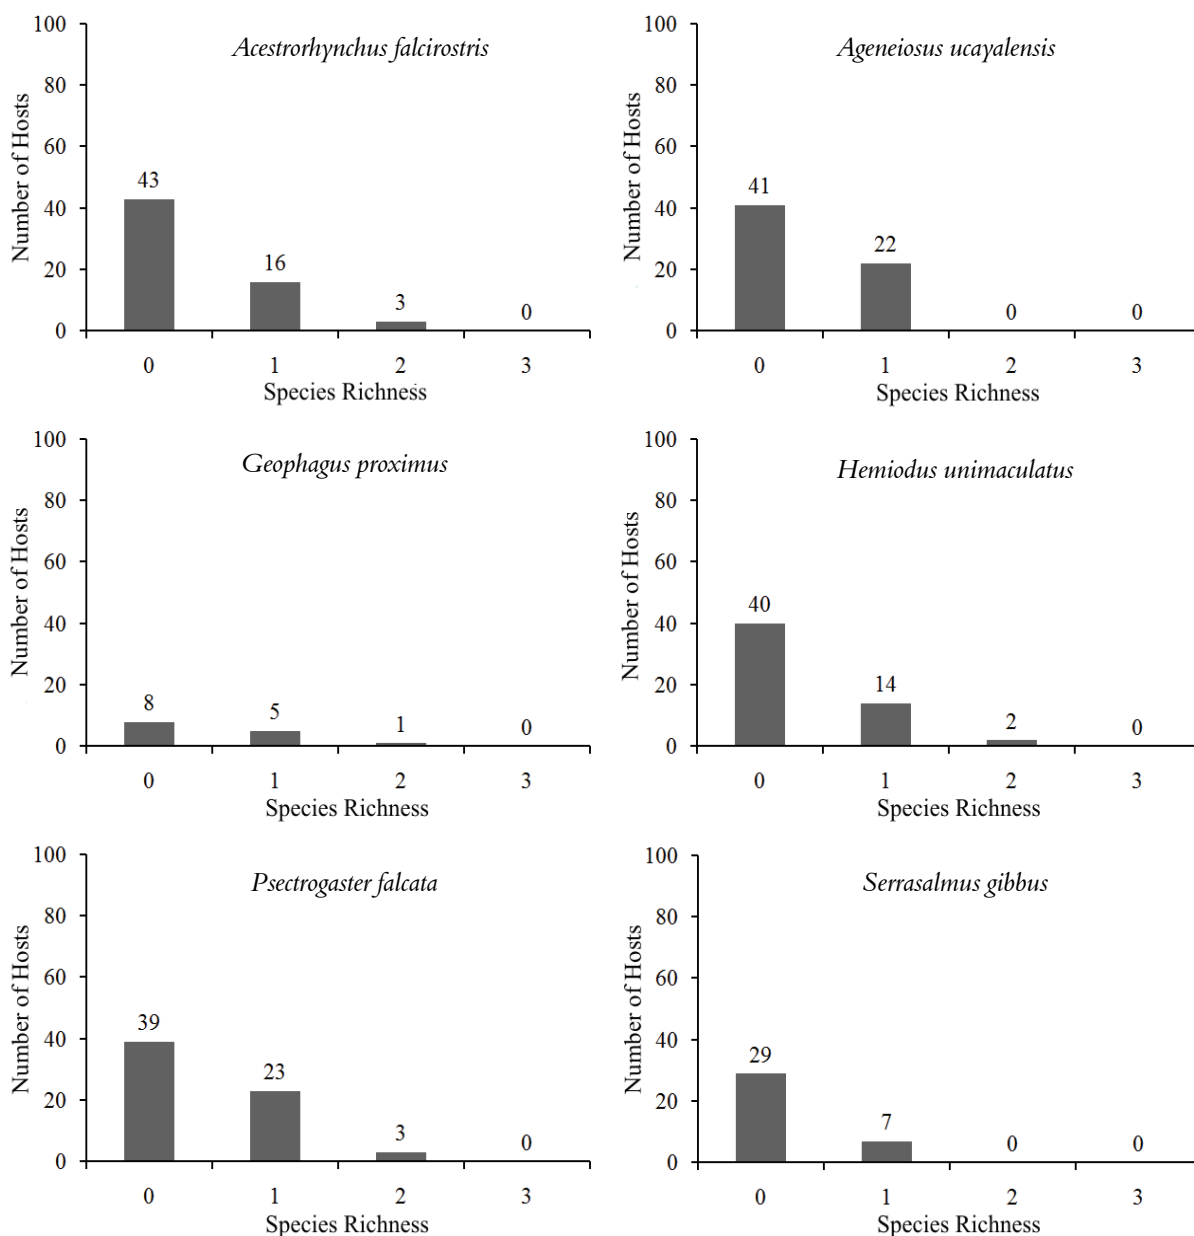 Acestrorhynchus falcirostris
Number of Hosts
100
80
60
40
20
0
43
16
3
0
0 1 2 3
Species Richness
Ageneiosus ucayalensis
Number of Hosts
100
80
60
40
20
0
41
22
0
0
0 1 2 3
Species Richness
Geophagus proximus
Number of Hosts
100
80
60
40
20
0
8
5
1
0
0 1 2 3
Species Richness
Hemiodus unimaculatus
Number of Hosts
100
80
60
40
20
0
40
14
2
0
0 1 2 3
Species Richness
Psectrogaster falcata
Number of Hosts
100
80
60
40
20
0
39
23
3
0
0 1 2 3
Species Richness
Serrasalmus gibbus
Number of Hosts
100
80
60
40
20
0
29
7
0
0
0 1 2 3
Species Richness